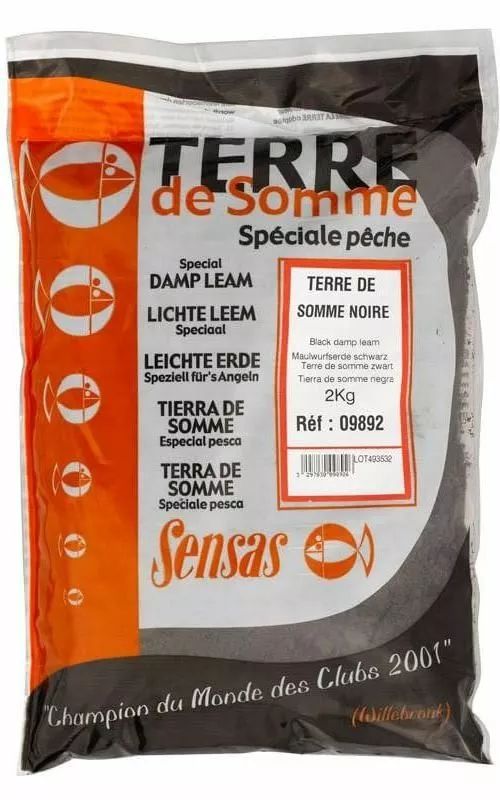 TERRE
de Somme
Spéciale pêche
Special
DAMP LEAM
LICHTE LEEM
Speciaal
LEICHTE ERDE
Speziell für's Angeln
TIERRA DE
SOMME
Especial pesca
TERRA DE
SOMME
Speciale pesca
TERRE DE
SOMME NOIRE
Black damp leam
Maulwurfserde schwarz
Terre de somme zwart
Tierra de somme negra
2Kg
Réf : 09892
LOT493532
Sensas
"Champion du Monde des Clubs 2001"
(Willebroek)